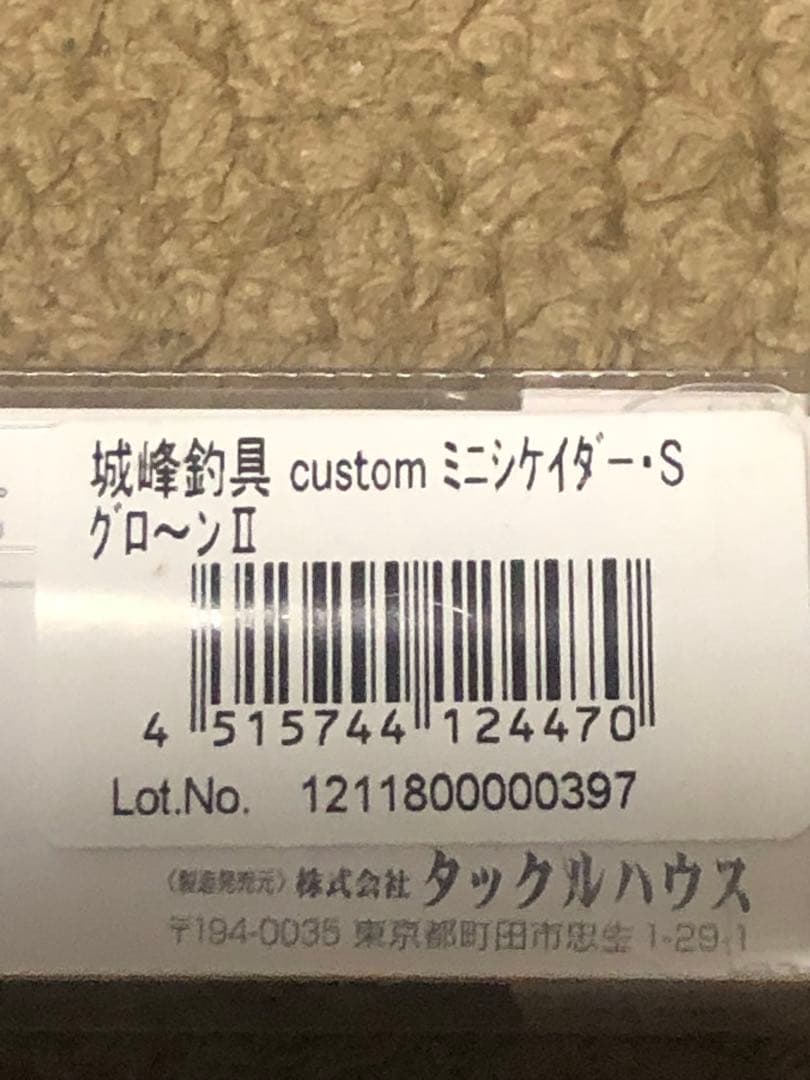 城峰釣具 custom ミニシケイダー・S
グロ〜ンⅡ
4 515744 124470
Lot.No. 1211800000397
(製造発売元) 株式会社 タックルハウス
〒194-0035 東京都町田市忠生 1-29-1